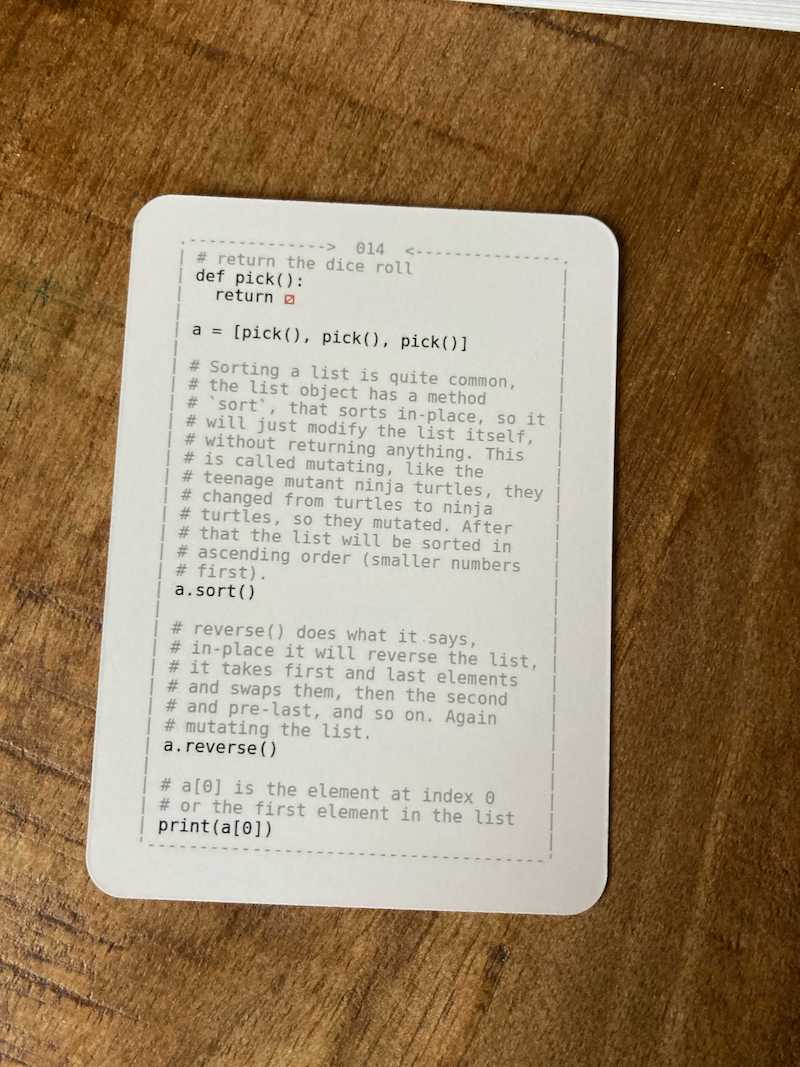 .--------------> 014 <---------------.
# return the dice roll
def pick():
  return ⚂

a = [pick(), pick(), pick()]

# Sorting a list is quite common,
# the list object has a method
# `sort`, that sorts in-place, so it
# will just modify the list itself,
# without returning anything. This
# is called mutating, like the
# teenage mutant ninja turtles, they
# changed from turtles to ninja
# turtles, so they mutated. After
# that the list will be sorted in
# ascending order (smaller numbers
# first).
a.sort()

# reverse() does what it says,
# in-place it will reverse the list,
# it takes first and last elements
# and swaps them, then the second
# and pre-last, and so on. Again
# mutating the list.
a.reverse()

# a[0] is the element at index 0
# or the first element in the list
print(a[0])